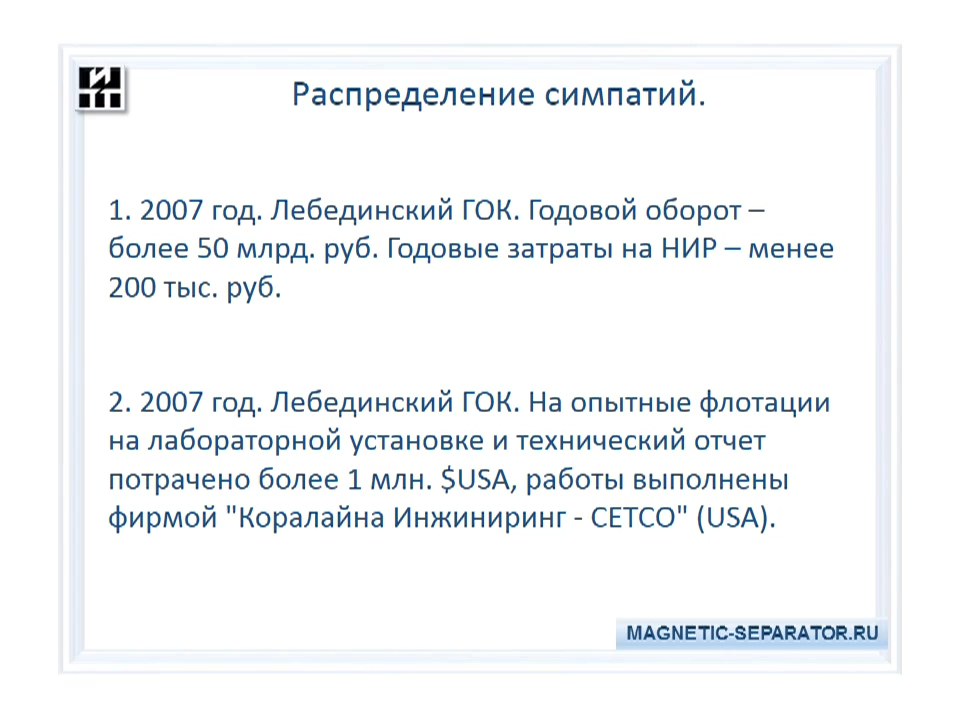 Распределение симпатий.
1. 2007 год. Лебединский ГОК. Годовой оборот –
более 50 млрд. руб. Годовые затраты на НИР – менее
200 тыс. руб.
2. 2007 год. Лебединский ГОК. На опытные флотации
на лабораторной установке и технический отчет
потрачено более 1 млн. $USA, работы выполнены
фирмой "Коралайна Инжиниринг - СЕТСО" (USA).
MAGNETIC-SEPARATOR.RU